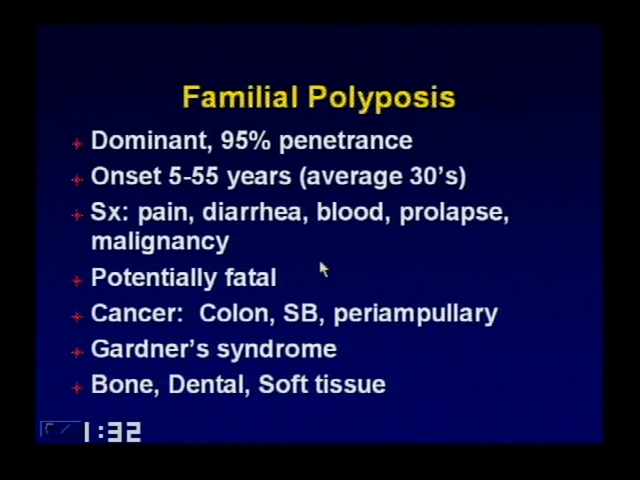 Familial Polyposis
Dominant, 95% penetrance
Onset 5-55 years (average 30's)
Sx: pain, diarrhea, blood, prolapse,
malignancy
Potentially fatal
Cancer: Colon, SB, periampullary
Gardner's syndrome
Bone, Dental, Soft tissue
1:32